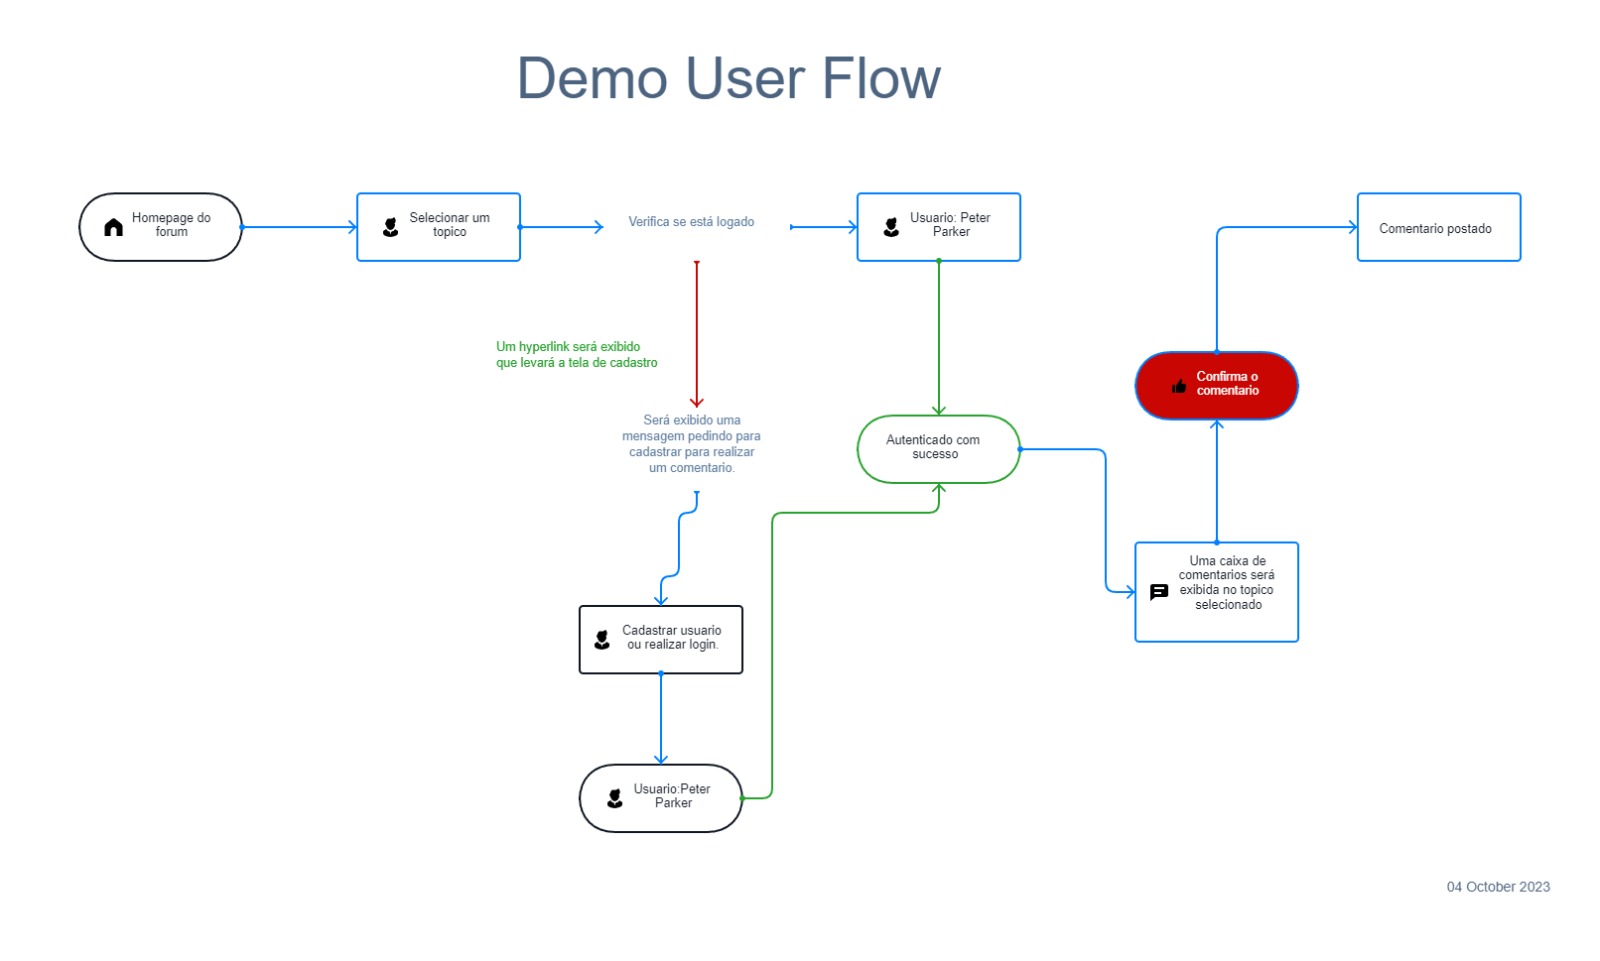 Demo User Flow
Homepage do
forum
Selecionar um
topico
Verifica se está logado
Usuario: Peter
Parker
Comentario postado
Um hyperlink será exibido
que levará a tela de cadastro
Confirma o
comentario
Será exibido uma
mensagem pedindo para
cadastrar para realizar
um comentario.
Autenticado com
sucesso
Uma caixa de
comentarios será
exibida no topico
selecionado
Cadastrar usuario
ou realizar login.
Usuario:Peter
Parker
04 October 2023